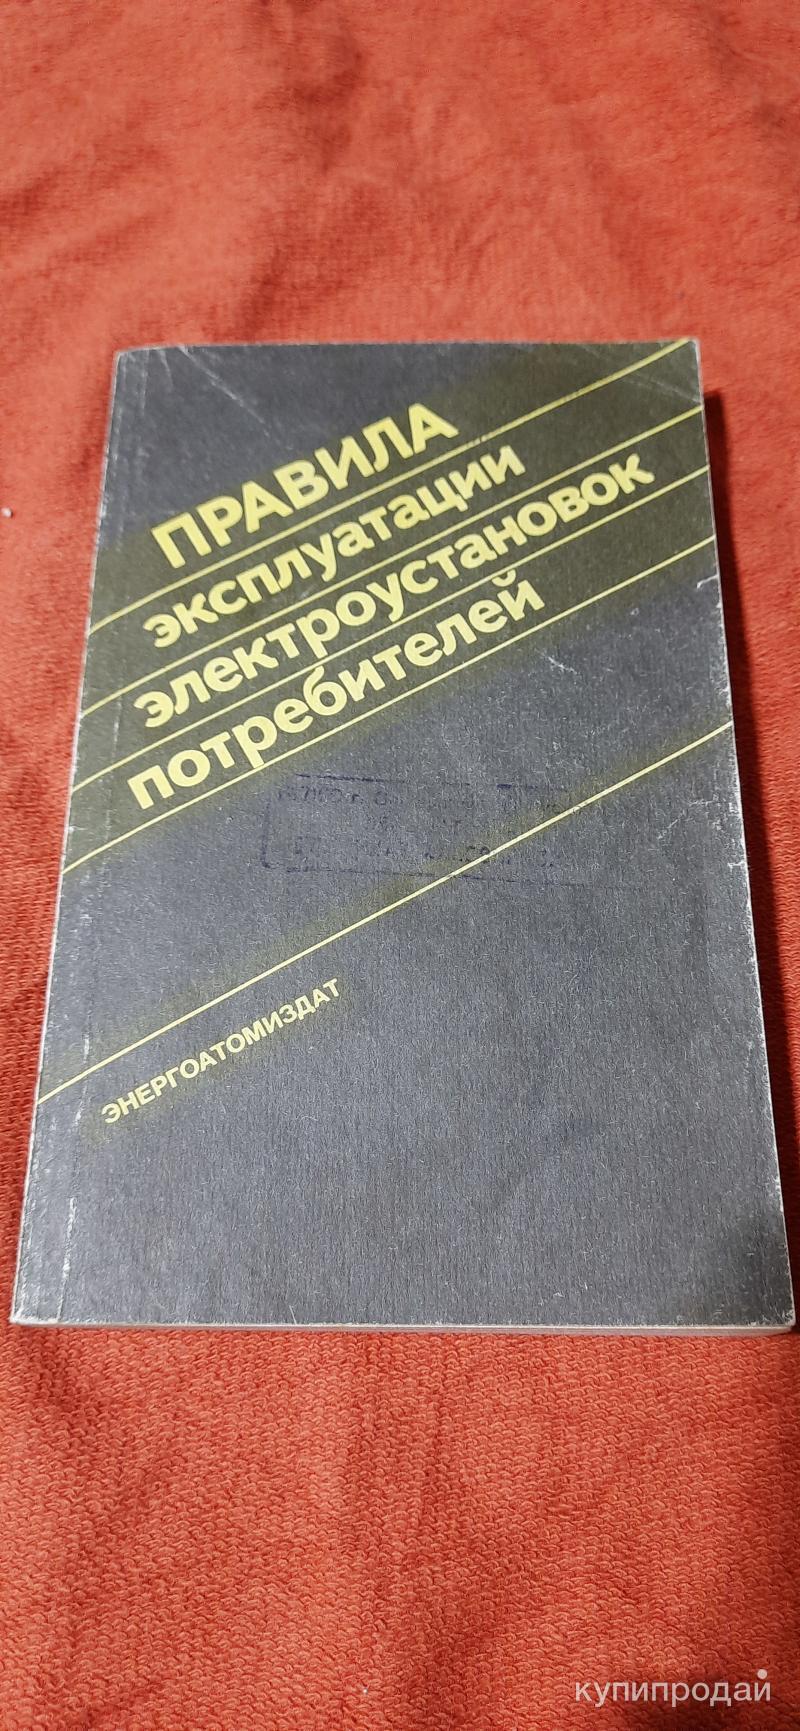 ПРАВИЛА
эксплуатации
электроустановок
потребителей
ЭНЕРГОАТОМИЗДАТ
купипродай